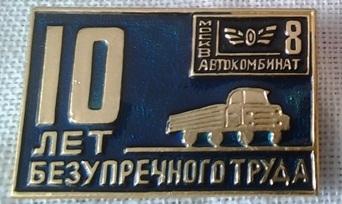 10
МОСКВА
8
АВТОКОМБИНАТ
ЛЕТ
БЕЗУПРЕЧНОГО ТРУДА